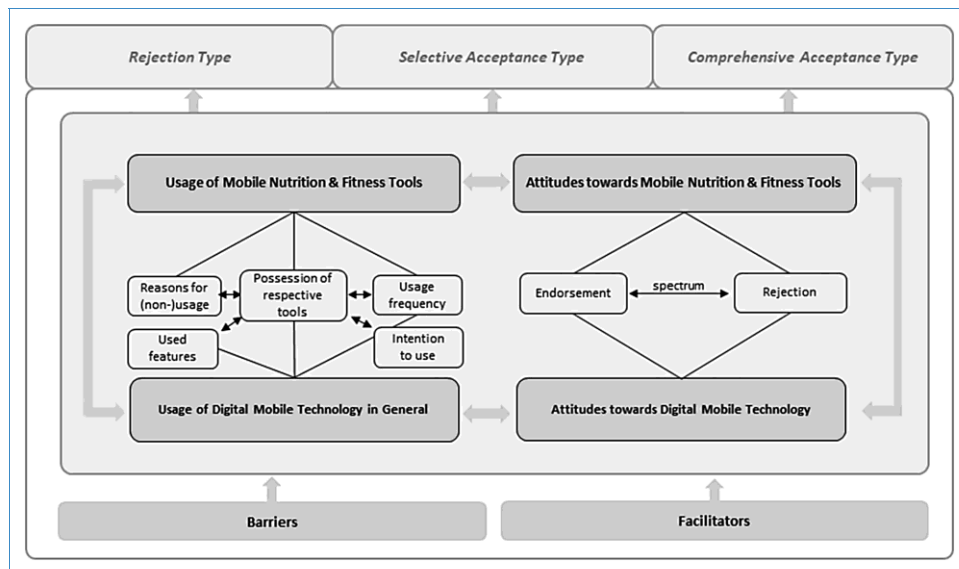 Rejection Type
Selective Acceptance Type
Comprehensive Acceptance Type
Usage of Mobile Nutrition & Fitness Tools
Attitudes towards Mobile Nutrition & Fitness Tools
Reasons for
(non-)usage
Possession of
respective
tools
Usage
frequency
Used
features
Intention
to use
Endorsement
spectrum
Rejection
Usage of Digital Mobile Technology in General
Attitudes towards Digital Mobile Technology
Barriers
Facilitators